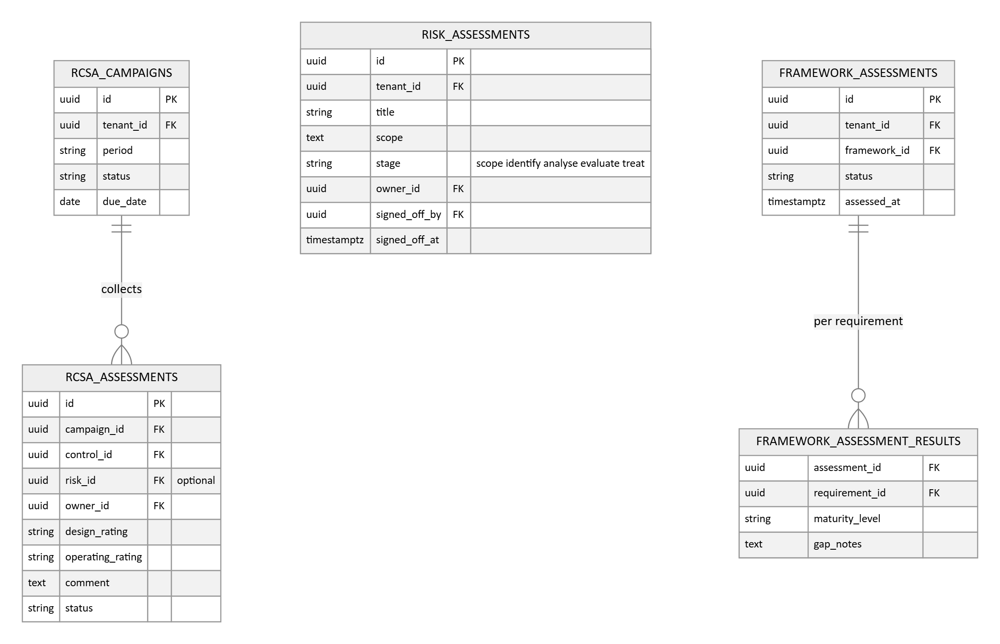 RCSA_CAMPAIGNS
uuid id PK
uuid tenant_id FK
string period
string status
date due_date
collects
RCSA_ASSESSMENTS
uuid id PK
uuid campaign_id FK
uuid control_id FK
uuid risk_id FK optional
uuid owner_id FK
string design_rating
string operating_rating
text comment
string status
RISK_ASSESSMENTS
uuid id PK
uuid tenant_id FK
string title
text scope
string stage scope identify analyse evaluate treat
uuid owner_id FK
uuid signed_off_by FK
timestamptz signed_off_at
FRAMEWORK_ASSESSMENTS
uuid id PK
uuid tenant_id FK
uuid framework_id FK
string status
timestamptz assessed_at
per requirement
FRAMEWORK_ASSESSMENT_RESULTS
uuid assessment_id FK
uuid requirement_id FK
string maturity_level
text gap_notes